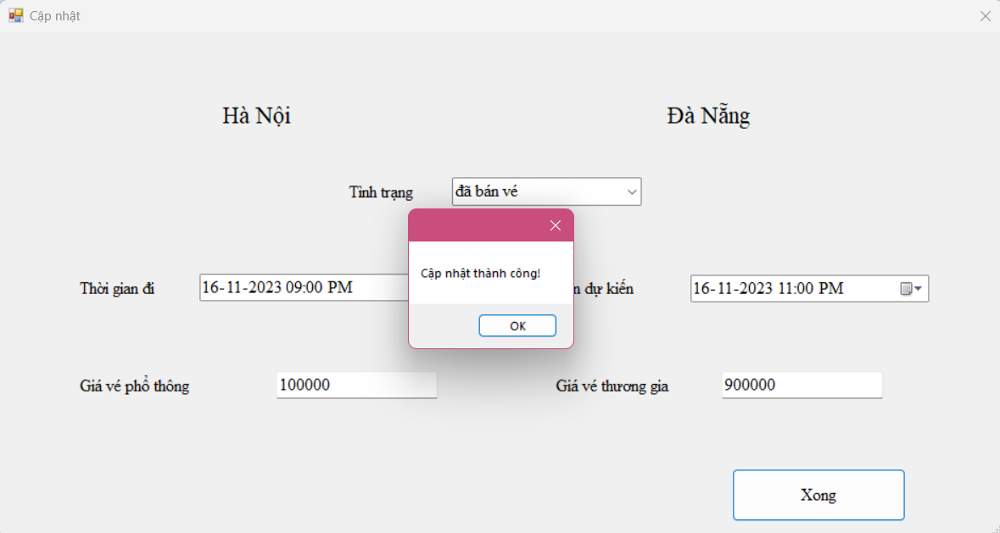 Cập nhật
Hà Nội
Đà Nẵng
Tình trạng
đã bán vé
Cập nhật thành công!
OK
Thời gian đi
16-11-2023 09:00 PM
dự kiến
16-11-2023 11:00 PM
Giá vé phổ thông
100000
Giá vé thương gia
900000
Xong